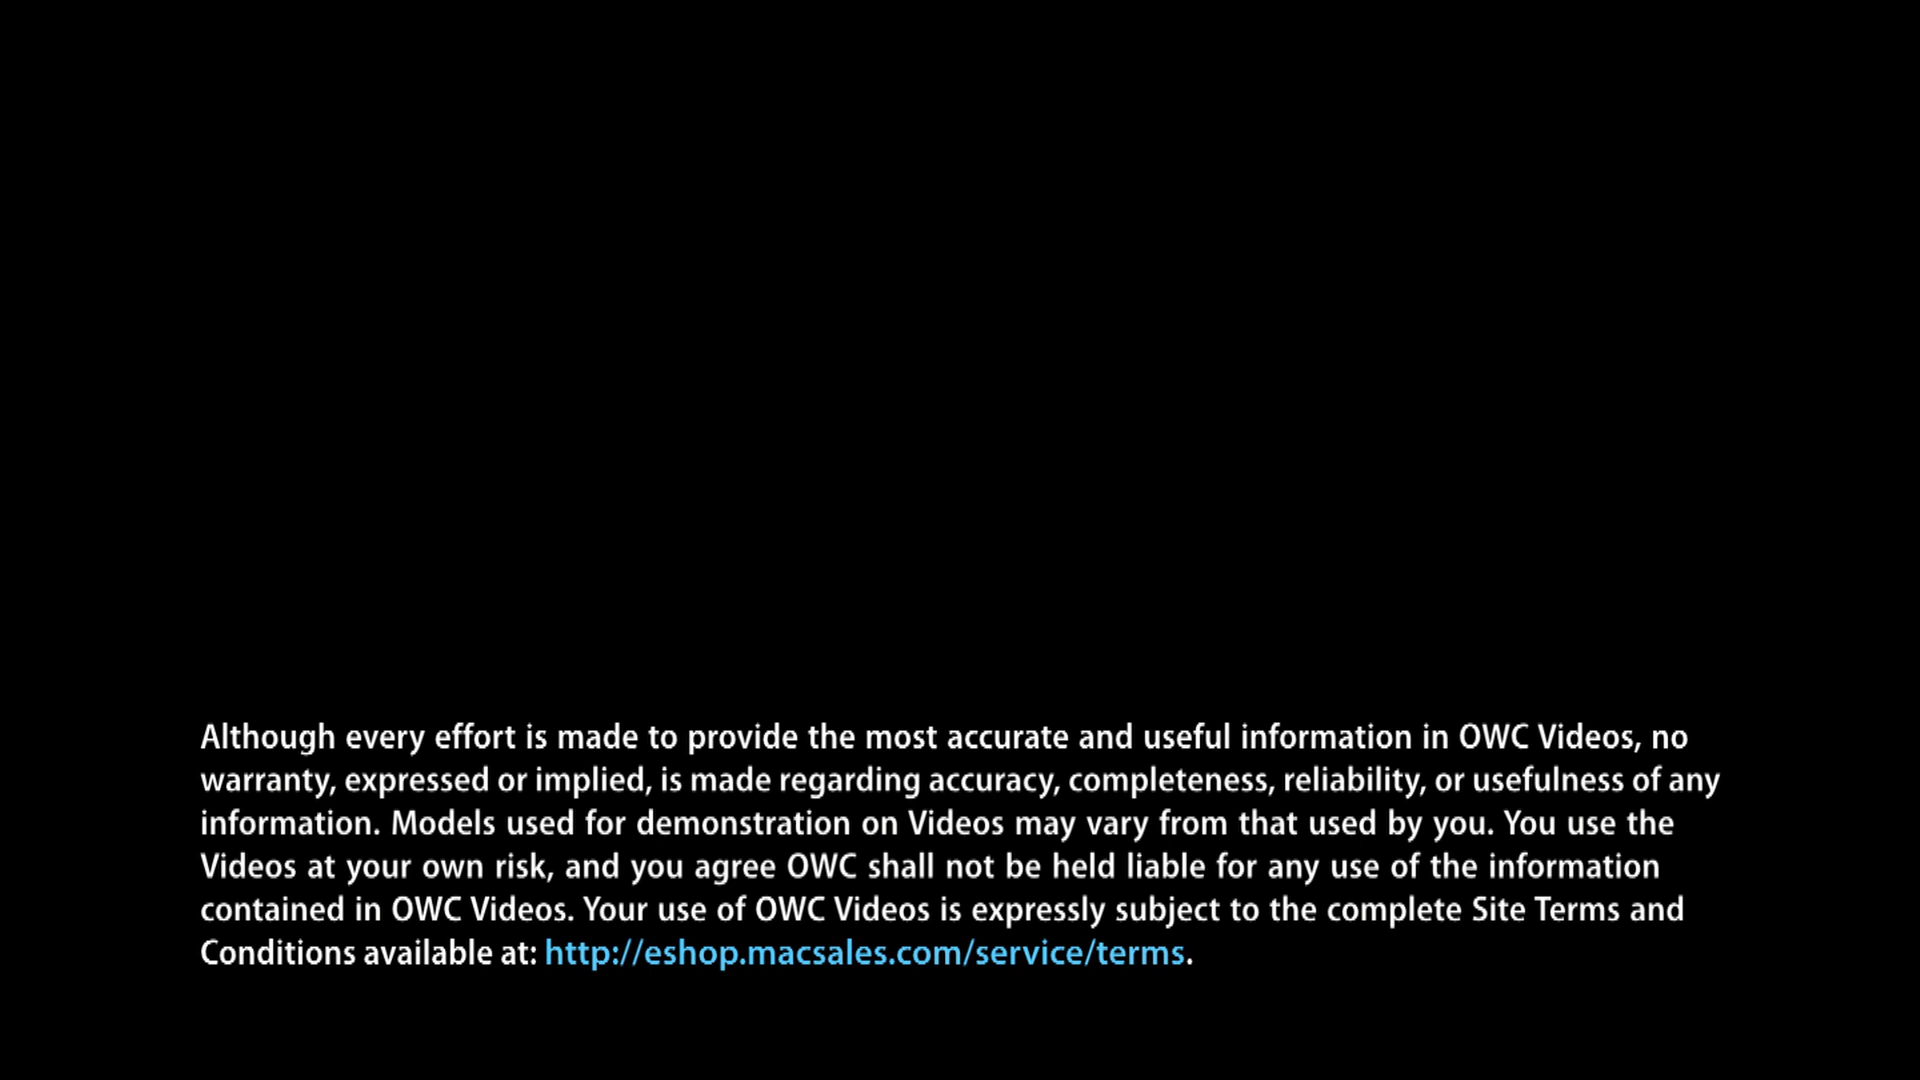 Although every effort is made to provide the most accurate and useful information in OWC Videos, no
warranty, expressed or implied, is made regarding accuracy, completeness, reliability, or usefulness of any
information. Models used for demonstration on Videos may vary from that used by you. You use the
Videos at your own risk, and you agree OWC shall not be held liable for any use of the information
contained in OWC Videos. Your use of OWC Videos is expressly subject to the complete Site Terms and
Conditions available at: http://eshop.macsales.com/service/terms.